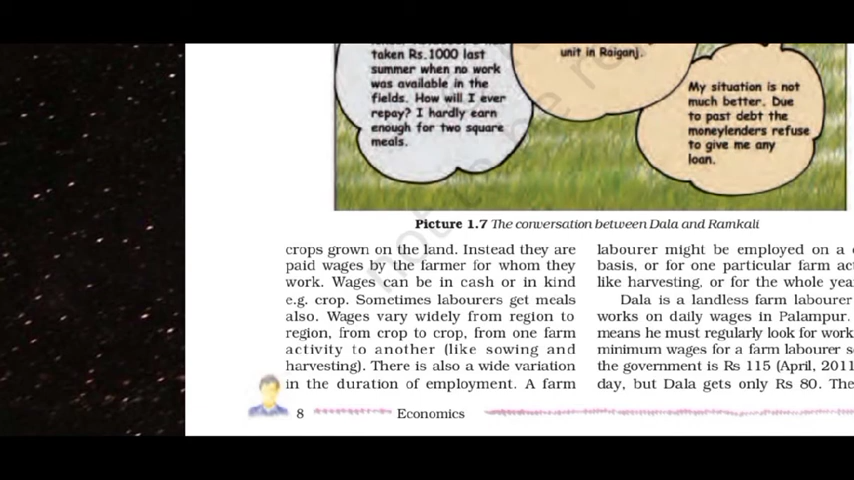 taken Rs.1000 last
summer when no work
was available in the
fields. How will I ever
repay? I hardly earn
enough for two square
meals.
unit in Raiganj.
My situation is not
much better. Due
to past debt the
moneylenders refuse
to give me any
loan.
Picture 1.7 The conversation between Dala and Ramkali
crops grown on the land. Instead they are
paid wages by the farmer for whom they
work. Wages can be in cash or in kind
e.g. crop. Sometimes labourers get meals
also. Wages vary widely from region to
region, from crop to crop, from one farm
activity to another (like sowing and
harvesting). There is also a wide variation
in the duration of employment. A farm
labourer might be employed on a
basis, or for one particular farm
like harvesting, or for the whole
Dala is a landless farm labourer
works on daily wages in Palampur.
means he must regularly look for work
minimum wages for a farm labourer
the government is Rs 115 (April, 2011
day, but Dala gets only Rs 80.
8 Economics